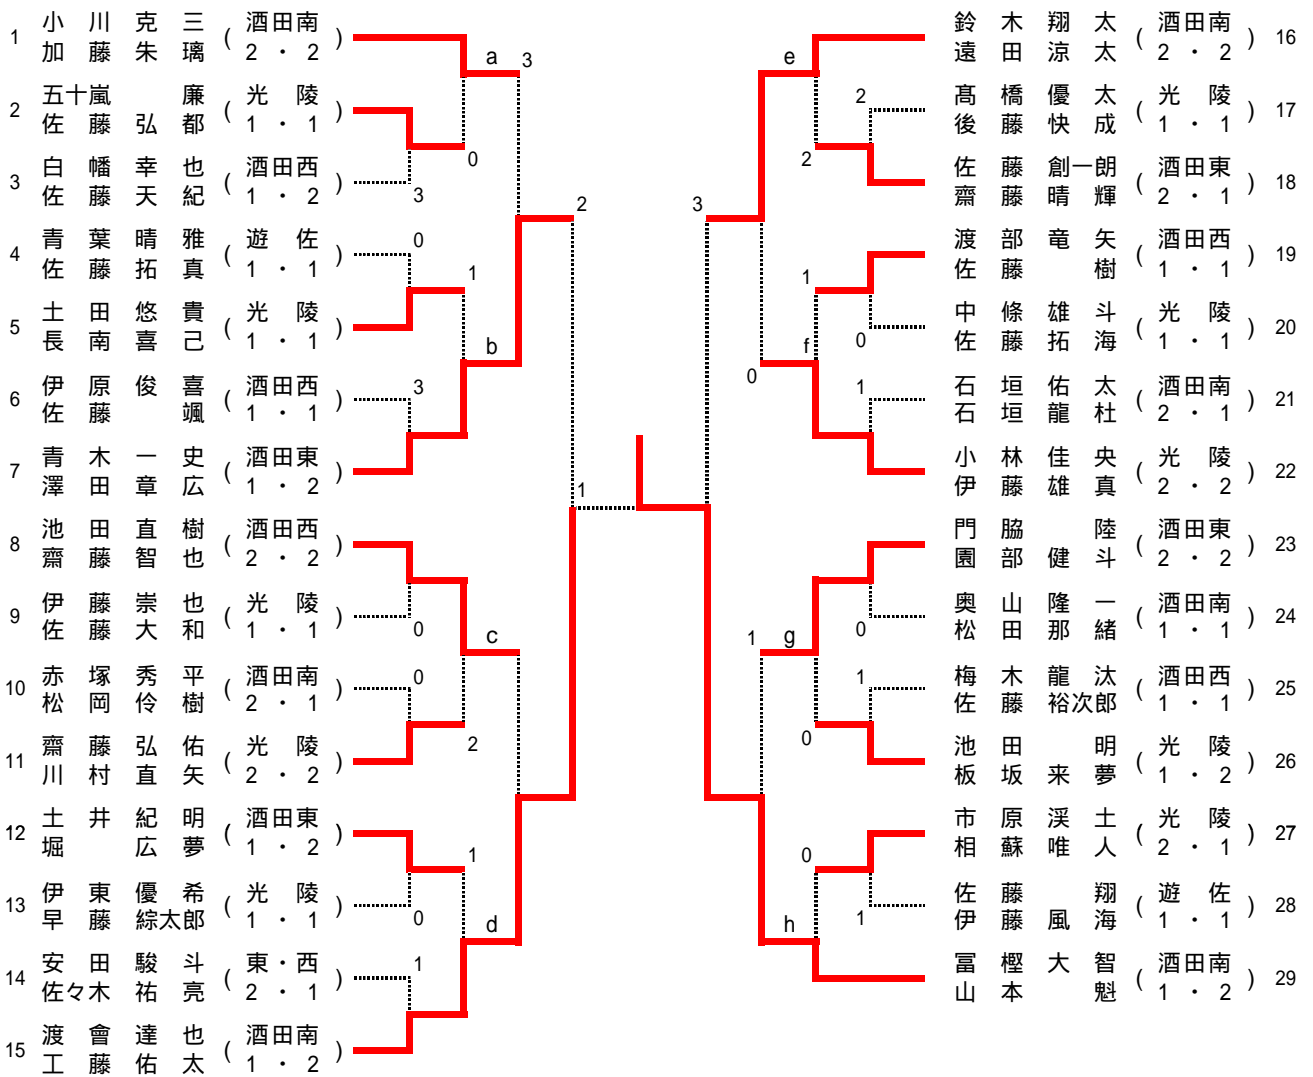 1 小川克三 加藤朱璃 (酒田南 2・2)
2 五十嵐廉 佐藤弘都 (光陵 1・1)
3 白幡幸也 佐藤天紀 (酒田西 1・2)
4 青葉晴雅 佐藤拓真 (遊佐 1・1)
5 土田悠貴 長南喜己 (光陵 1・1)
6 伊原俊喜 佐藤颯 (酒田西 1・1)
7 青木一史 澤田章広 (酒田東 1・2)
8 池田直樹 齋藤智也 (酒田西 2・2)
9 伊藤崇也 佐藤大和 (光陵 1・1)
10 赤塚秀平 松岡伶樹 (酒田南 2・1)
11 齋藤弘佑 川村直矢 (光陵 2・2)
12 土井紀明 堀広夢 (酒田東 1・2)
13 伊東優希 早藤綜太郎 (光陵 1・1)
14 安田駿斗 佐々木祐亮 (東・西 2・1)
15 渡會達也 工藤佑太 (酒田南 1・2)
a 3
0
3
0
1
b
3
2
1
0
c
0
2
1
0
d
1
e
2
2
3
1
0
f
0
1
0
1 g
1
0
0
1
h
鈴木翔太 遠田涼太 (酒田南 2・2) 16
髙橋優太 後藤快成 (光陵 1・1) 17
佐藤創一朗 齋藤晴輝 (酒田東 2・1) 18
渡部竜矢 佐藤樹 (酒田西 1・1) 19
中條雄斗 佐藤拓海 (光陵 1・1) 20
石垣佑太 石垣龍杜 (酒田南 2・1) 21
小林佳央 伊藤雄真 (光陵 2・2) 22
門脇陸 園部健斗 (酒田東 2・2) 23
奥山隆一 松田那緒 (酒田南 1・1) 24
梅木龍汰 佐藤裕次郎 (酒田西 1・1) 25
池田明 板坂来夢 (光陵 1・2) 26
市原渓土 相蘇唯人 (光陵 2・1) 27
佐藤翔 伊藤風海 (遊佐 1・1) 28
冨樫大智 山本魁 (酒田南 1・2) 29